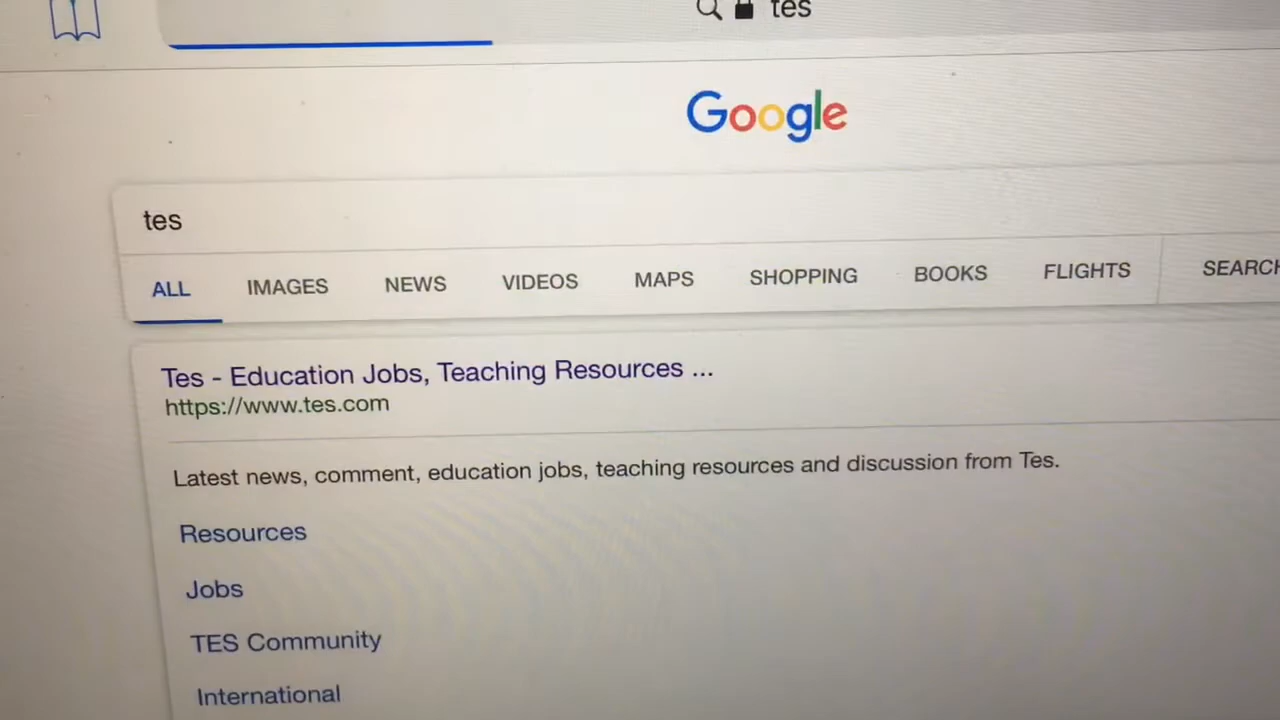 tes
Google
tes
ALL IMAGES NEWS VIDEOS MAPS SHOPPING BOOKS FLIGHTS
Tes - Education Jobs, Teaching Resources ...
https://www.tes.com
Latest news, comment, education jobs, teaching resources and discussion from Tes.
Resources
Jobs
TES Community
International